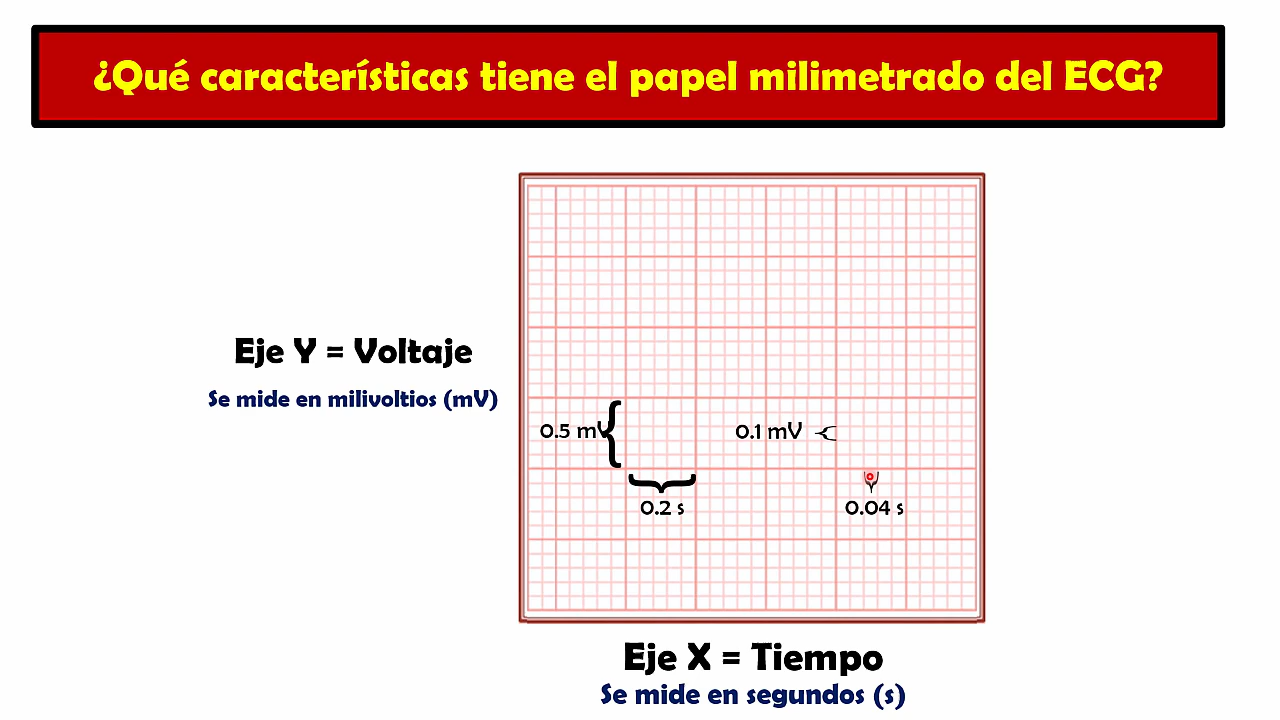 ¿Qué características tiene el papel milimetrado del ECG?
Eje Y = Voltaje
Se mide en milivoltios (mV)
0.5 mV
0.1 mV
0.2 s
0.04 s
Eje X = Tiempo
Se mide en segundos (s)